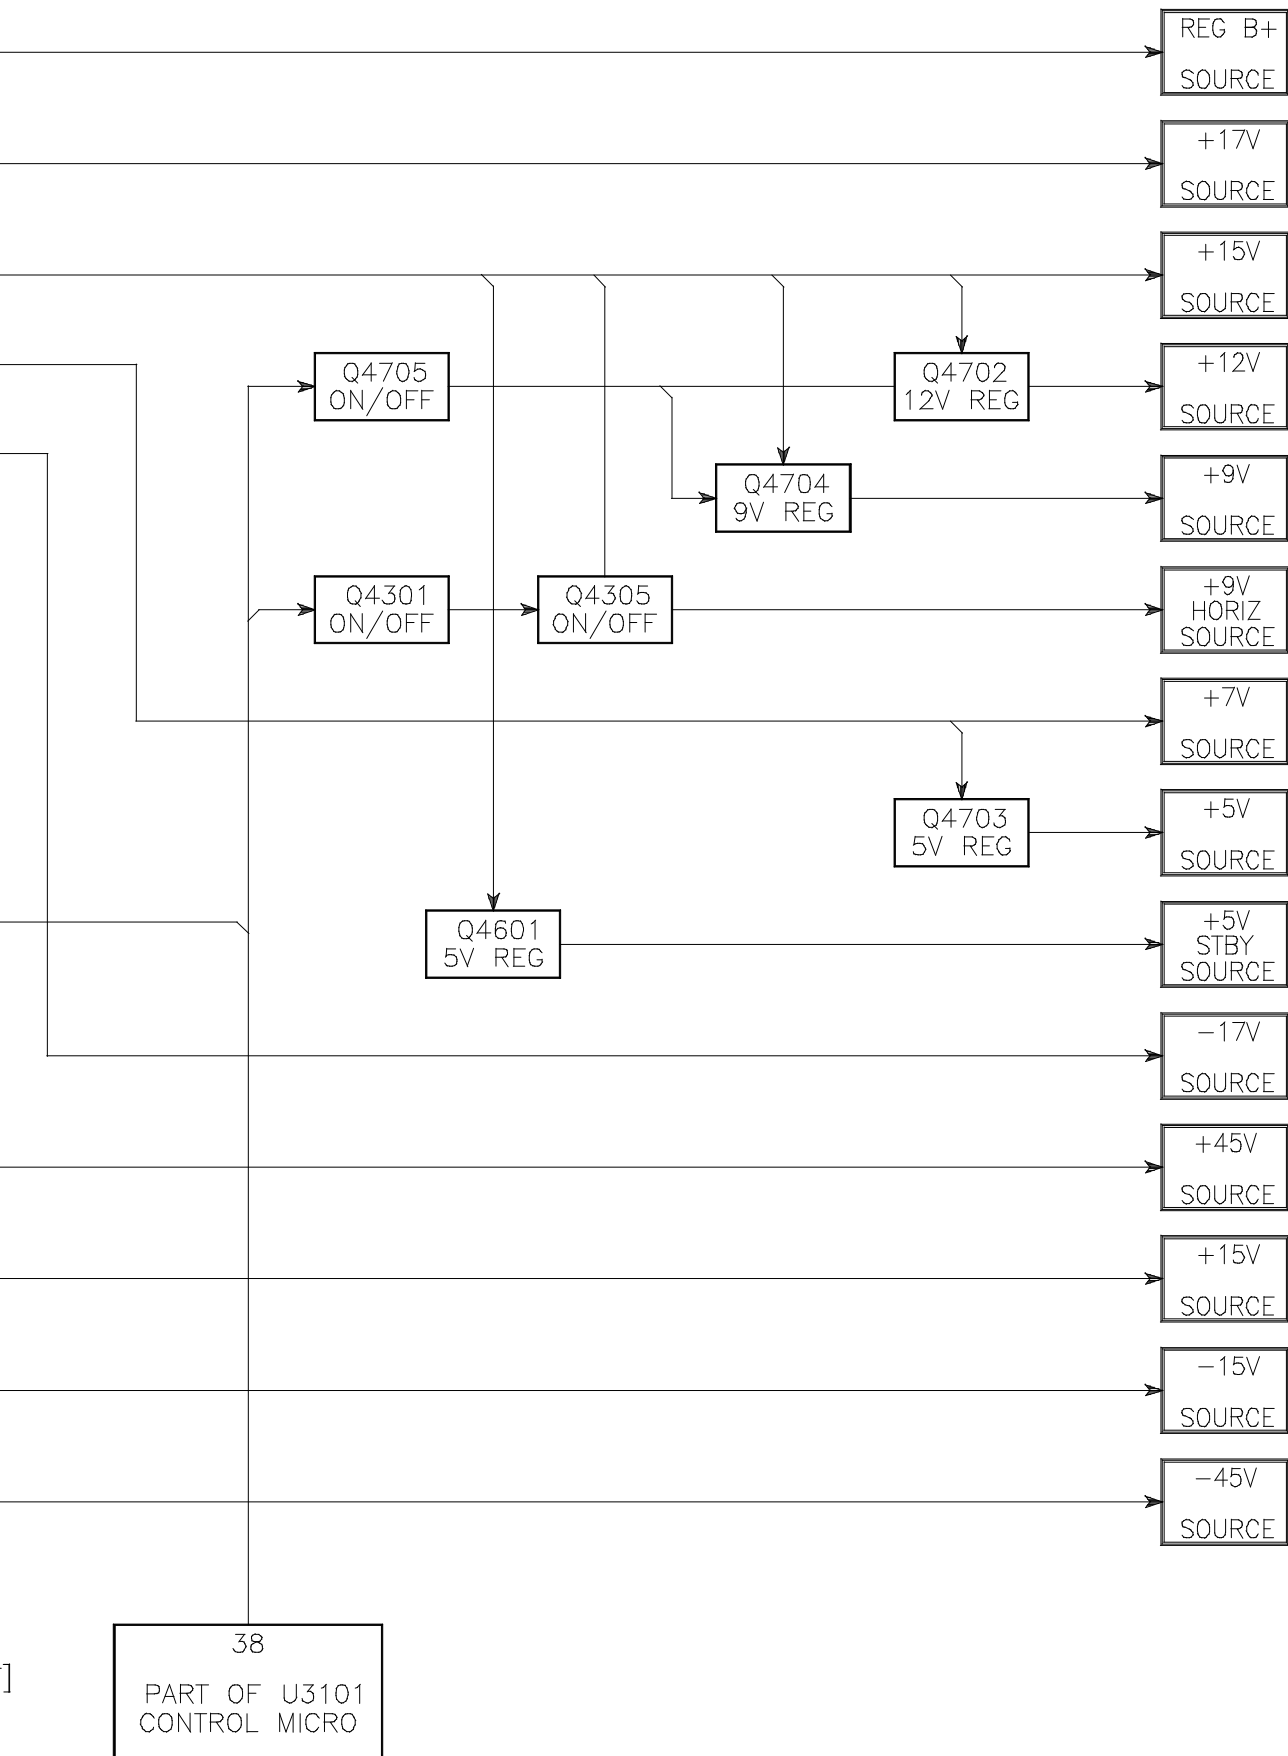 REG B+
SOURCE
+17V
SOURCE
+15V
SOURCE
Q4705
ON/OFF
Q4702
12V REG
+12V
SOURCE
Q4704
9V REG
+9V
SOURCE
Q4301
ON/OFF
Q4305
ON/OFF
+9V
HORIZ
SOURCE
+7V
SOURCE
Q4703
5V REG
+5V
SOURCE
Q4601
5V REG
+5V
STBY
SOURCE
-17V
SOURCE
+45V
SOURCE
+15V
SOURCE
-15V
SOURCE
-45V
SOURCE
38
]
PART OF U3101
CONTROL MICRO